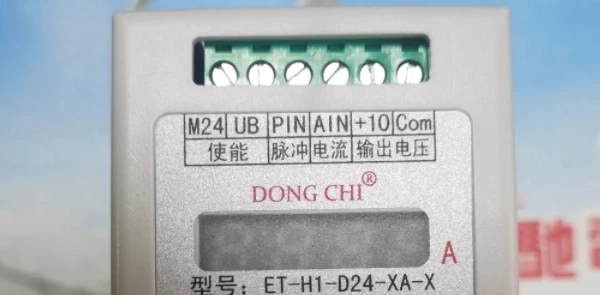 M24 UB PIN AIN +10 Com
使能 脉冲 电流 输出电压
DONG CHI®
A
型号: ET-H1-D24-XA-X